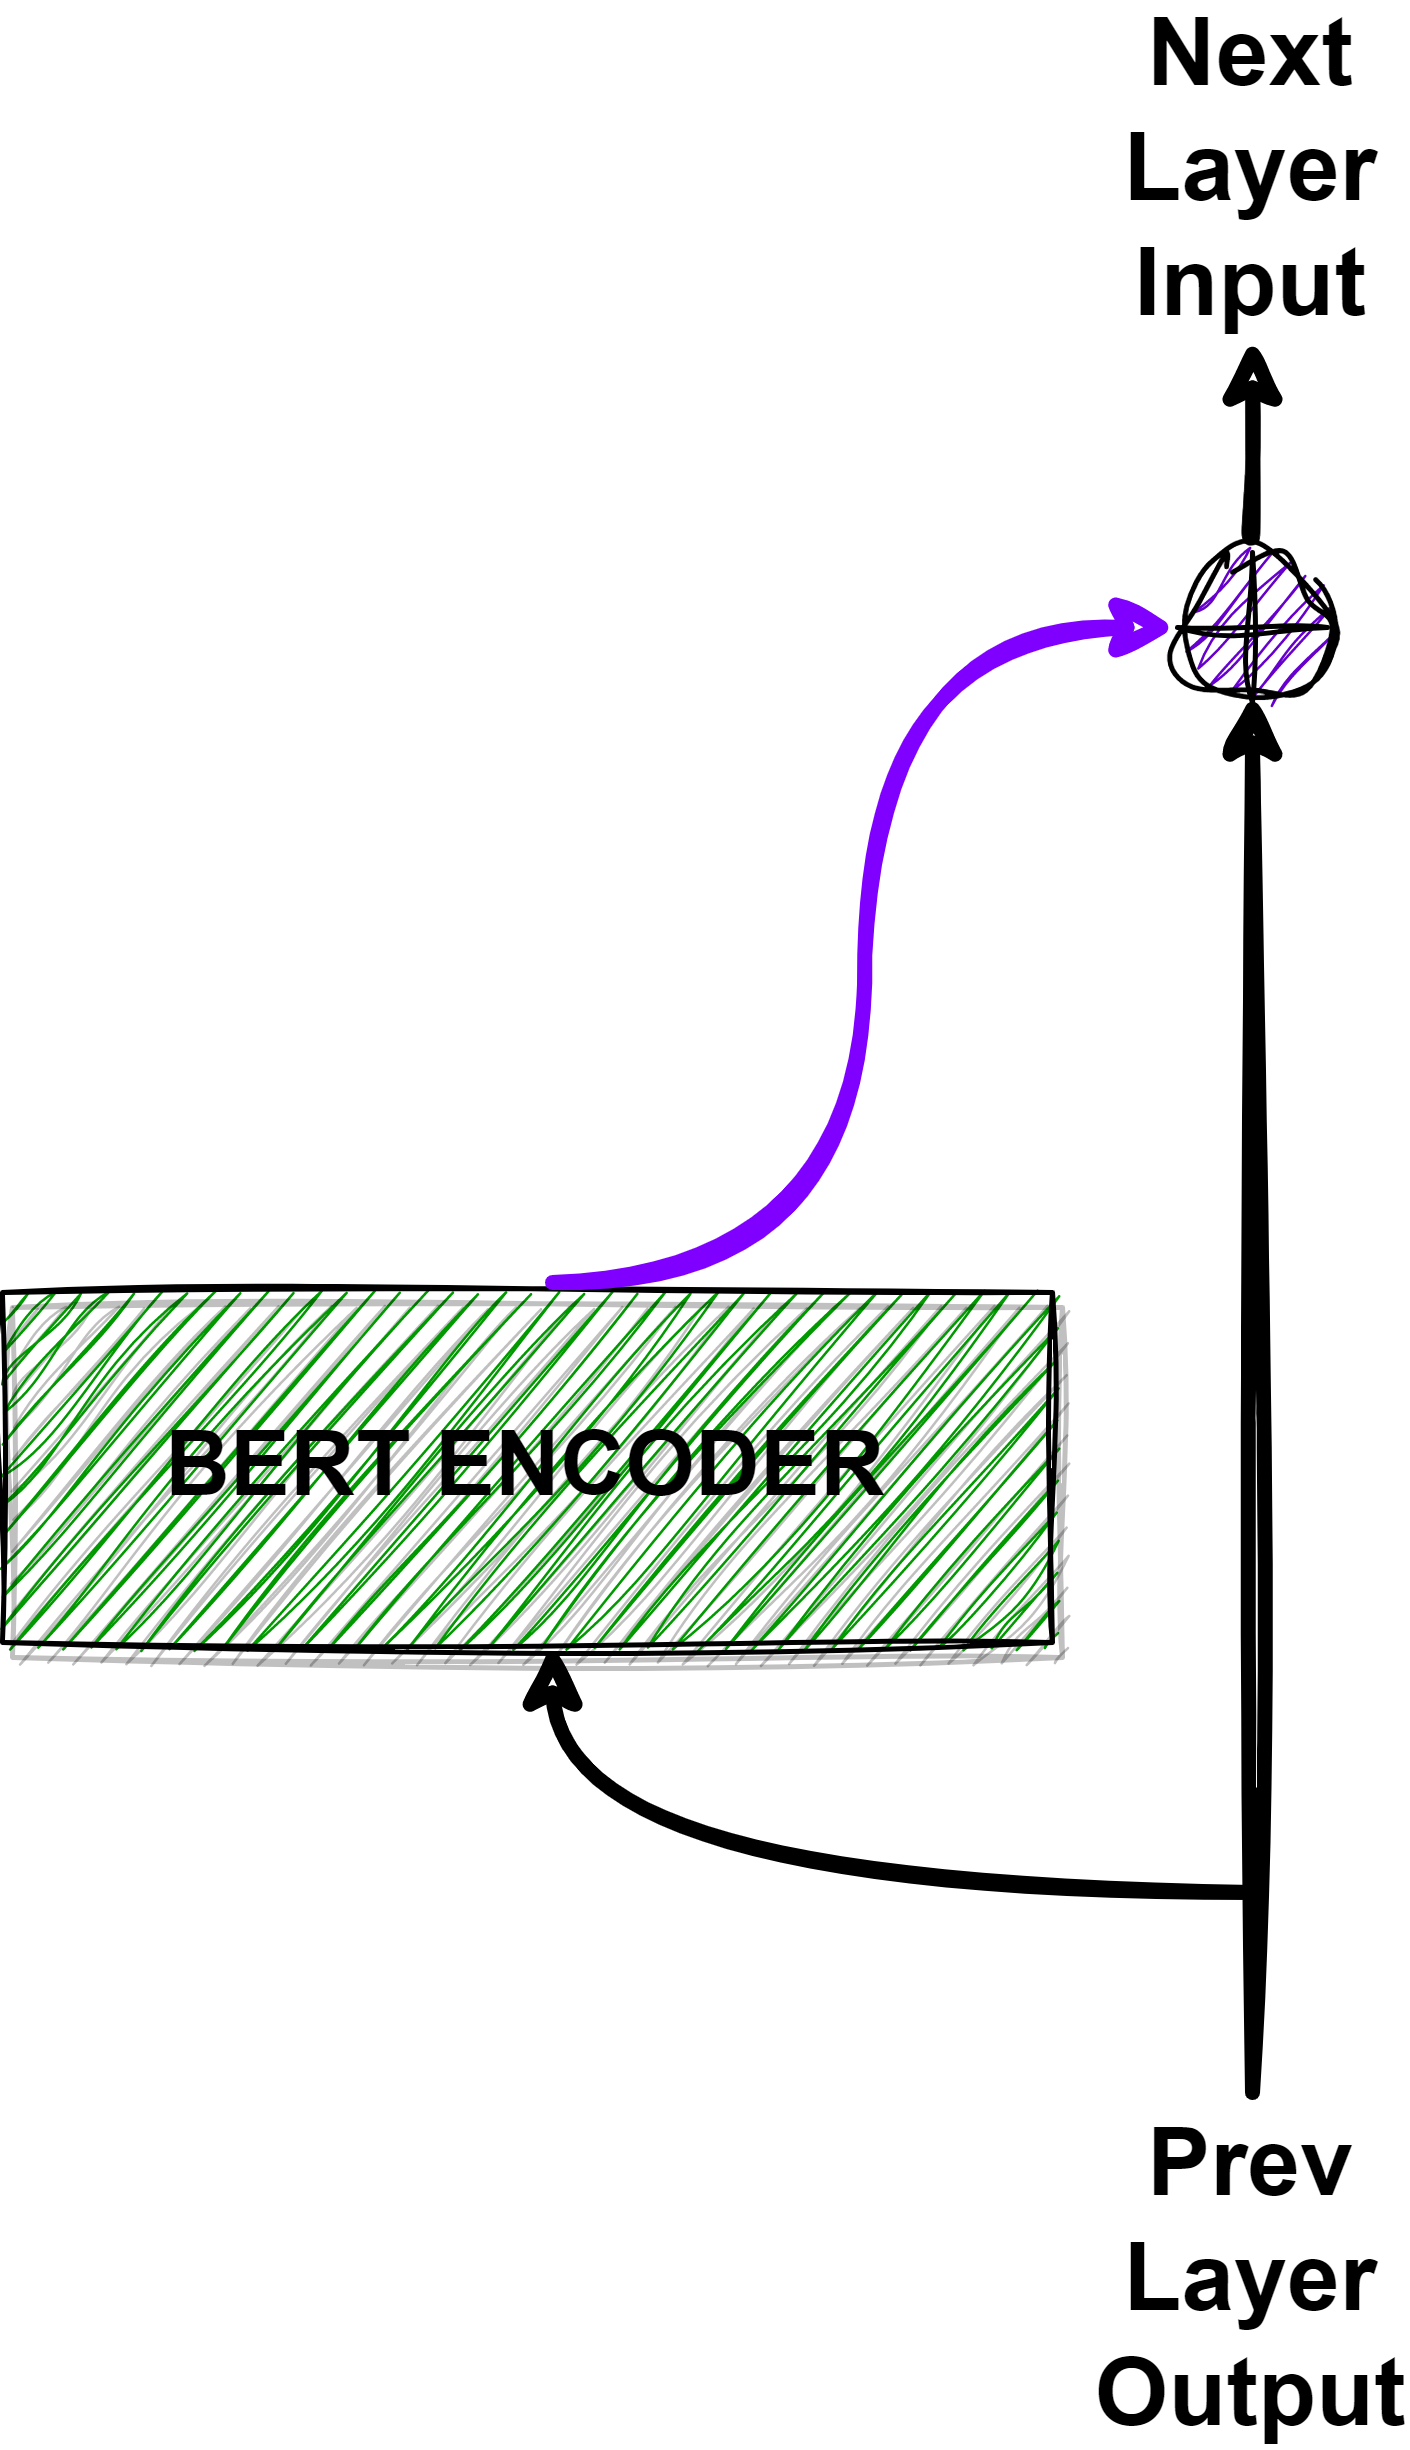 Next
Layer
Input
BERT ENCODER
Prev
Layer
Output